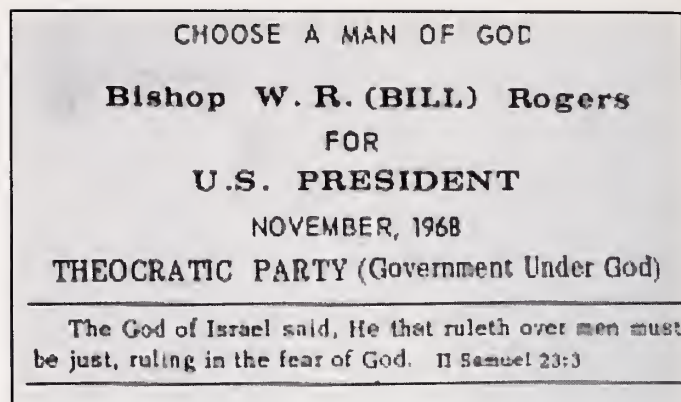 CHOOSE A MAN OF GOD
Bishop W. R. (BILL) Rogers
FOR
U.S. PRESIDENT
NOVEMBER, 1968
THEOCRATIC PARTY (Government Under God)
The God of Israel said, He that ruleth over men must
be just, ruling in the fear of God. II Samuel 23:3